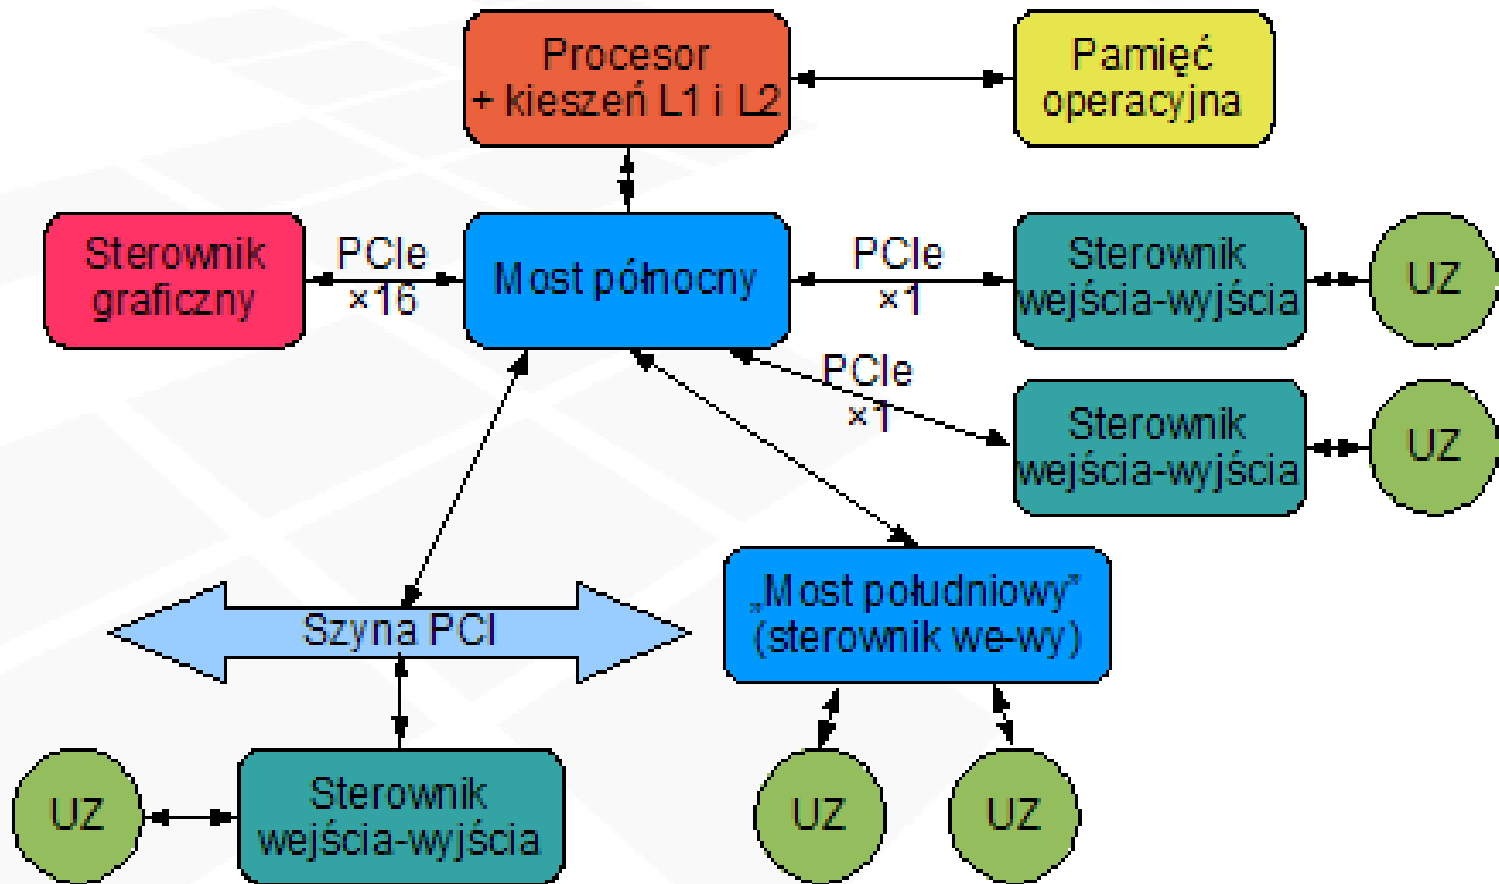 Procesor
+ kieszeń L1 i L2
Pamięć
operacyjna
Sterownik
graficzny
PCIe
×16
Most północny
PCIe
×1
Sterownik
wejścia-wyjścia
UZ
PCIe
×1
Sterownik
wejścia-wyjścia
UZ
Szyna PCI
„Most południowy”
(sterownik we-wy)
UZ
Sterownik
wejścia-wyjścia
UZ
UZ